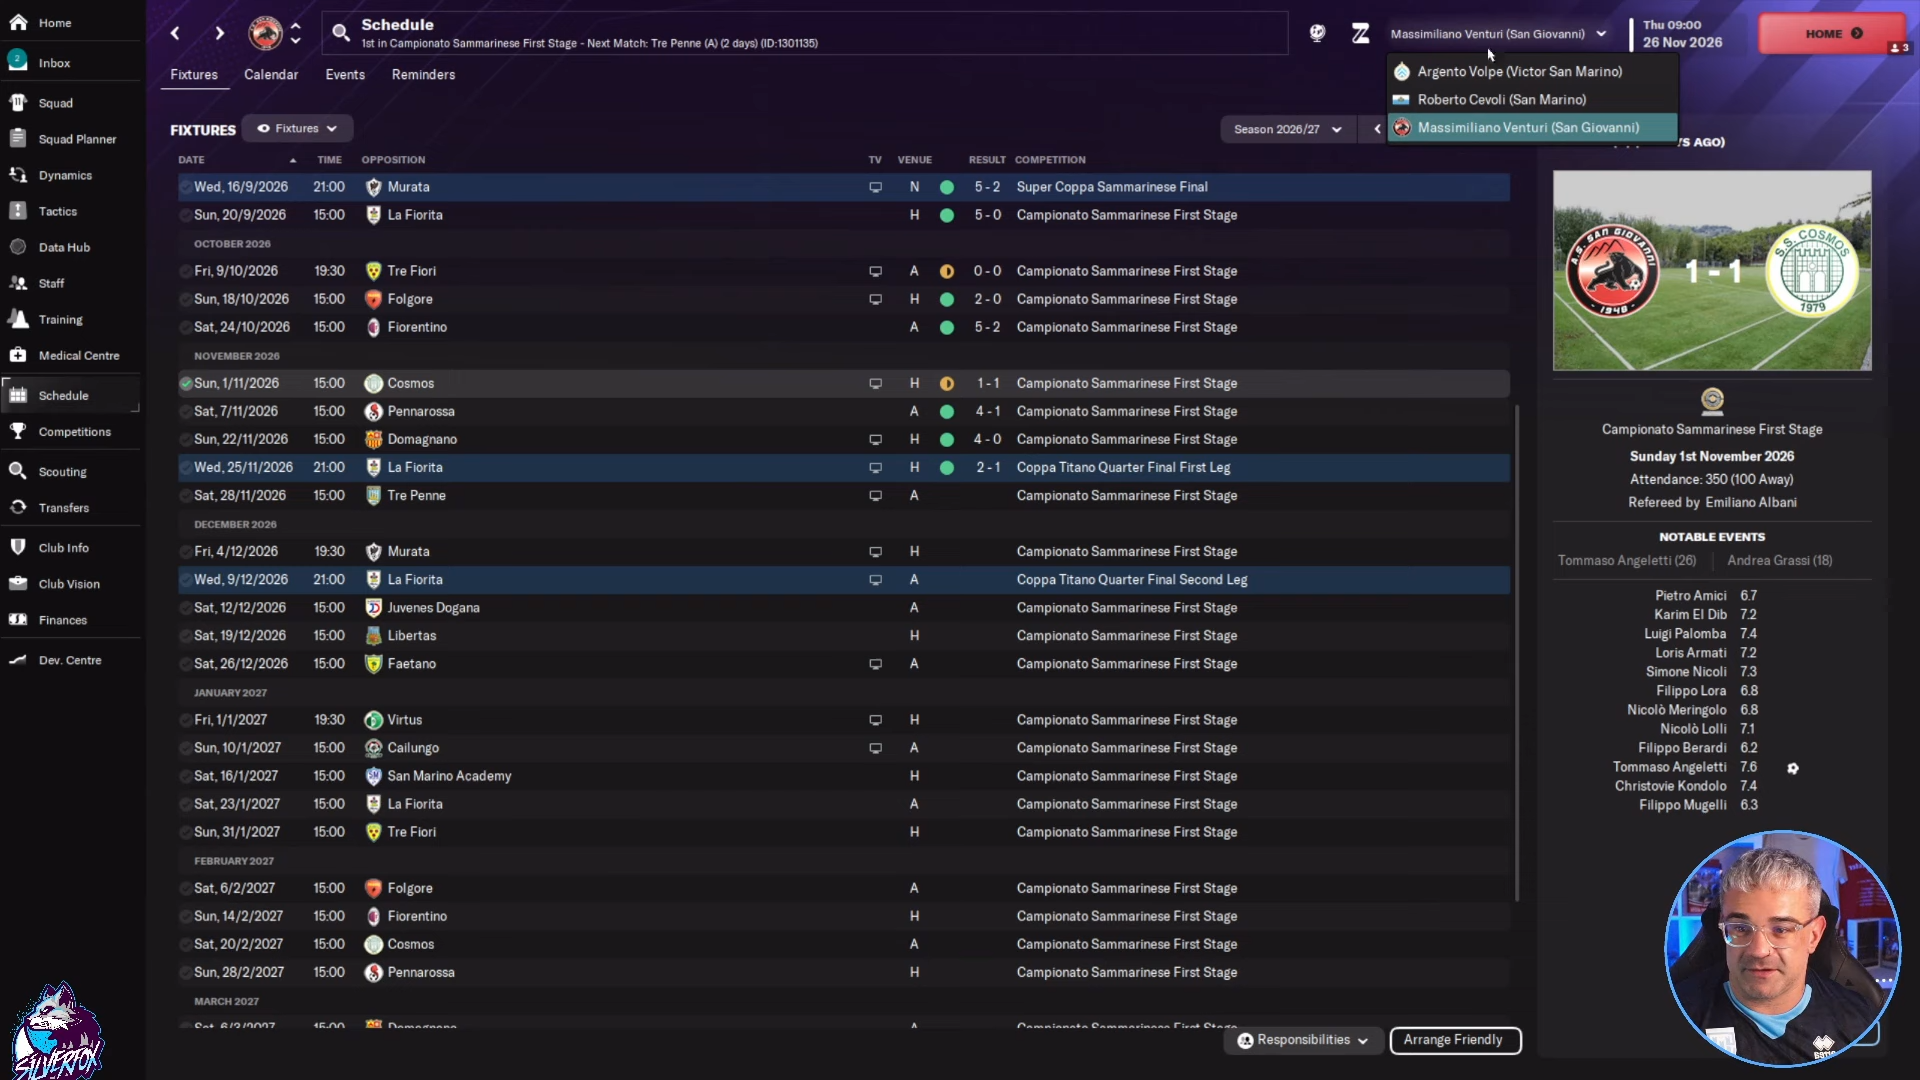 Home
2
Inbox
Squad
Squad Planner
Dynamics
Tactics
Data Hub
Staff
Training
Medical Centre
Schedule
Competitions
Scouting
Transfers
Club Info
Club Vision
Finances
Dev. Centre
SILVERFOX
Schedule
1st in Campionato Sammarinese First Stage - Next Match: Tre Penne (A) (2 days) (ID:1301135)
Massimiliano Venturi (San Giovanni)
Thu 09:00
26 Nov 2026
HOME
3
Argento Volpe (Victor San Marino)
Roberto Cevoli (San Marino)
Massimiliano Venturi (San Giovanni)
Fixtures Calendar Events Reminders
FIXTURES Fixtures Season 2026/27
DATE TIME OPPOSITION TV VENUE RESULT COMPETITION
Wed, 16/9/2026 21:00 Murata N 5 - 2 Super Coppa Sammarinese Final
Sun, 20/9/2026 15:00 La Fiorita H 5 - 0 Campionato Sammarinese First Stage
OCTOBER 2026
Fri, 9/10/2026 19:30 Tre Fiori A 0 - 0 Campionato Sammarinese First Stage
Sun, 18/10/2026 15:00 Folgore H 2 - 0 Campionato Sammarinese First Stage
Sat, 24/10/2026 15:00 Fiorentino A 5 - 2 Campionato Sammarinese First Stage
NOVEMBER 2026
Sun, 1/11/2026 15:00 Cosmos H 1 - 1 Campionato Sammarinese First Stage
Sat, 7/11/2026 15:00 Pennarossa A 4 - 1 Campionato Sammarinese First Stage
Sun, 22/11/2026 15:00 Domagnano H 4 - 0 Campionato Sammarinese First Stage
Wed, 25/11/2026 21:00 La Fiorita H 2 - 1 Coppa Titano Quarter Final First Leg
Sat, 28/11/2026 15:00 Tre Penne A Campionato Sammarinese First Stage
DECEMBER 2026
Fri, 4/12/2026 19:30 Murata H Campionato Sammarinese First Stage
Wed, 9/12/2026 21:00 La Fiorita A Coppa Titano Quarter Final Second Leg
Sat, 12/12/2026 15:00 Juvenes Dogana A Campionato Sammarinese First Stage
Sat, 19/12/2026 15:00 Libertas H Campionato Sammarinese First Stage
Sat, 26/12/2026 15:00 Faetano A Campionato Sammarinese First Stage
JANUARY 2027
Fri, 1/1/2027 19:30 Virtus H Campionato Sammarinese First Stage
Sun, 10/1/2027 15:00 Cailungo A Campionato Sammarinese First Stage
Sat, 16/1/2027 15:00 San Marino Academy H Campionato Sammarinese First Stage
Sat, 23/1/2027 15:00 La Fiorita A Campionato Sammarinese First Stage
Sun, 31/1/2027 15:00 Tre Fiori H Campionato Sammarinese First Stage
FEBRUARY 2027
Sat, 6/2/2027 15:00 Folgore A Campionato Sammarinese First Stage
Sun, 14/2/2027 15:00 Fiorentino H Campionato Sammarinese First Stage
Sat, 20/2/2027 15:00 Cosmos A Campionato Sammarinese First Stage
Sun, 28/2/2027 15:00 Pennarossa H Campionato Sammarinese First Stage
MARCH 2027
Responsibilities
Arrange Friendly
AGO)
A.S. SAN GIOVANNI
1948
1 - 1
S.S. COSMOS
1979
Campionato Sammarinese First Stage
Sunday 1st November 2026
Attendance: 350 (100 Away)
Refereed by Emiliano Albani
NOTABLE EVENTS
Tommaso Angeletti (26) Andrea Grassi (18)
Pietro Amici 6.7
Karim El Dib 7.2
Luigi Palomba 7.4
Loris Armati 7.2
Simone Nicoli 7.3
Filippo Lora 6.8
Nicolò Meringolo 6.8
Nicolò Lolli 7.1
Filippo Berardi 6.2
Tommaso Angeletti 7.6
Christovie Kondolo 7.4
Filippo Mugelli 6.3